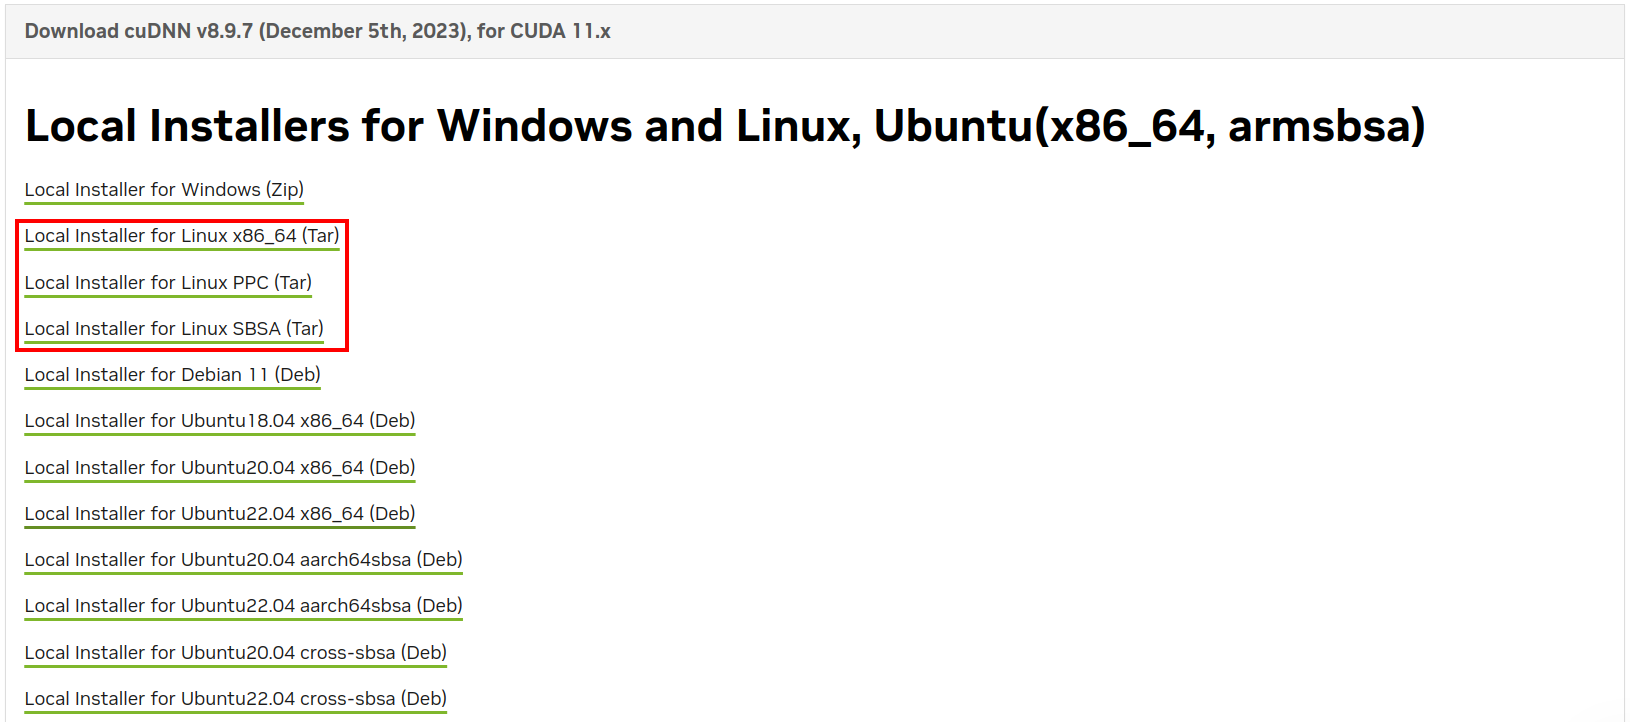 Download cuDNN v8.9.7 (December 5th, 2023), for CUDA 11.x
Local Installers for Windows and Linux, Ubuntu(x86_64, armsbsa)
Local Installer for Windows (Zip)
Local Installer for Linux x86_64 (Tar)
Local Installer for Linux PPC (Tar)
Local Installer for Linux SBSA (Tar)
Local Installer for Debian 11 (Deb)
Local Installer for Ubuntu18.04 x86_64 (Deb)
Local Installer for Ubuntu20.04 x86_64 (Deb)
Local Installer for Ubuntu22.04 x86_64 (Deb)
Local Installer for Ubuntu20.04 aarch64sbsa (Deb)
Local Installer for Ubuntu22.04 aarch64sbsa (Deb)
Local Installer for Ubuntu20.04 cross-sbsa (Deb)
Local Installer for Ubuntu22.04 cross-sbsa (Deb)